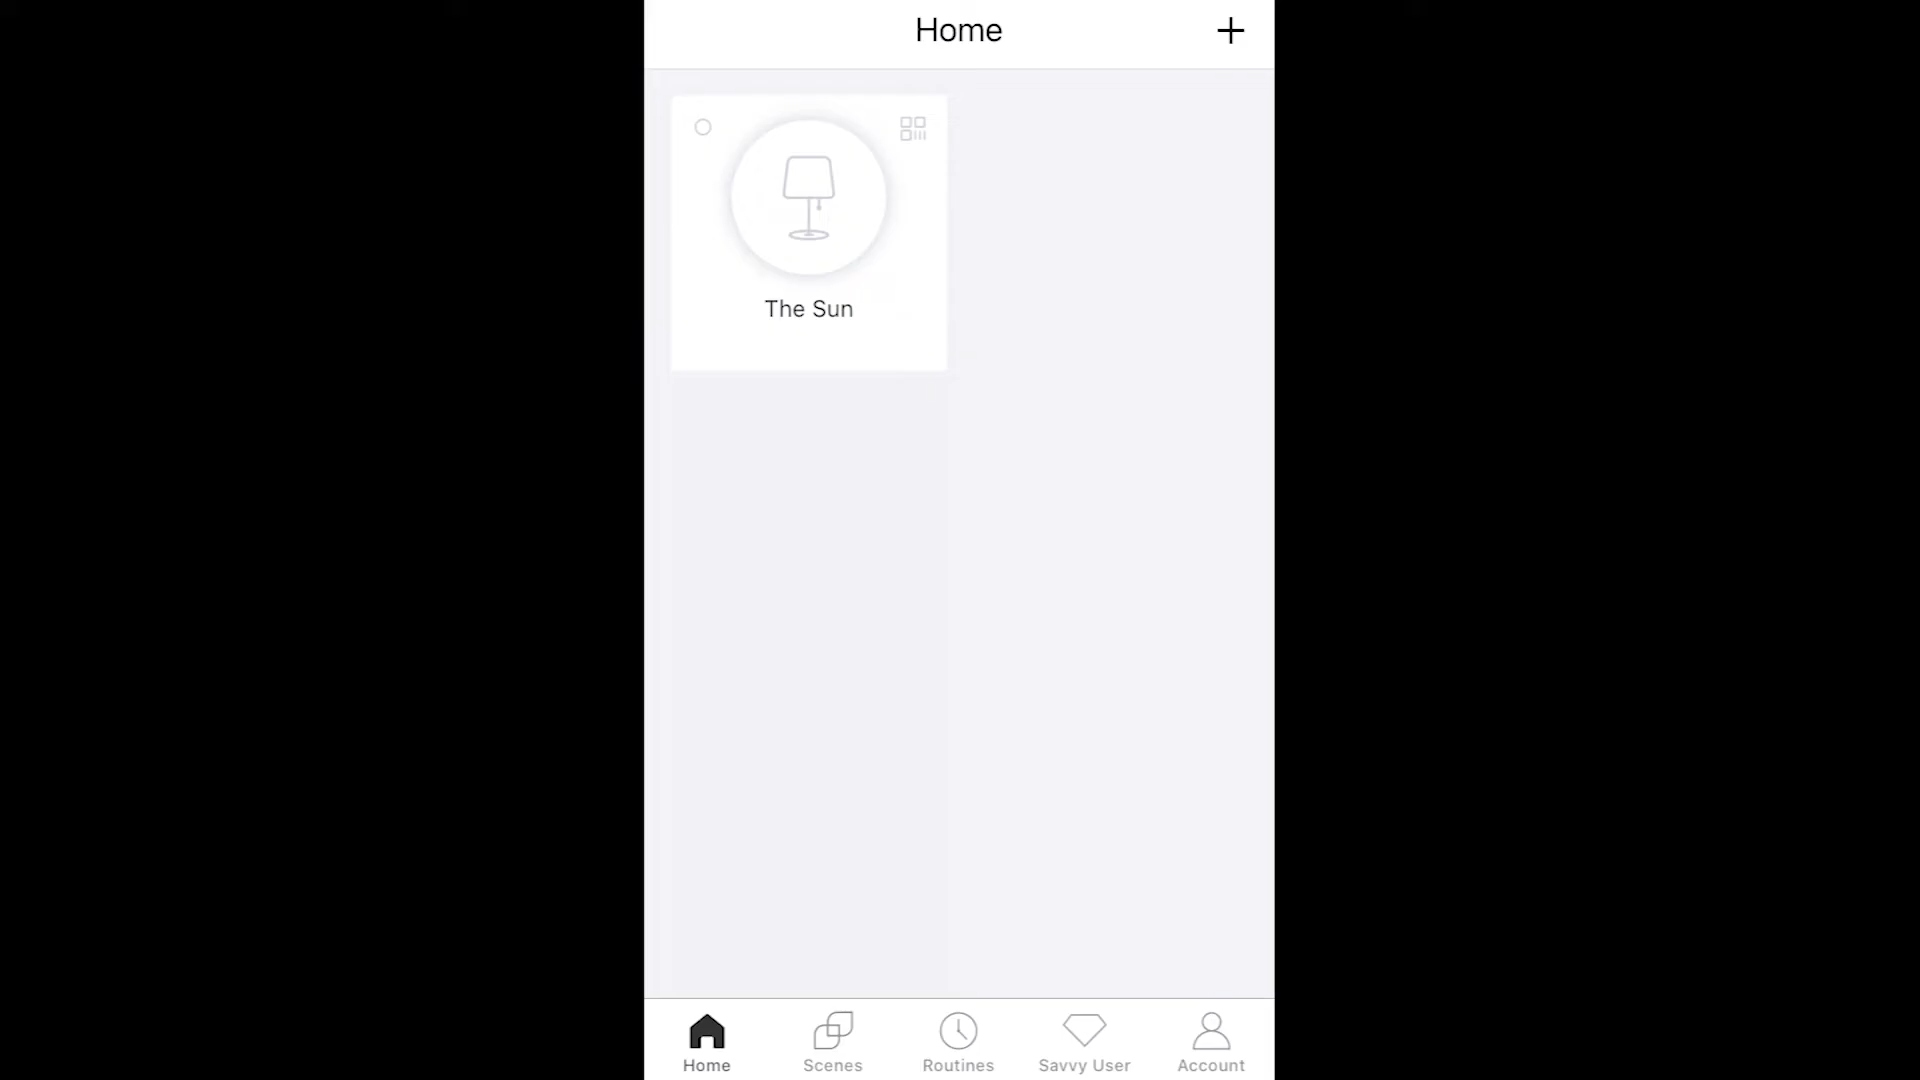 Home
The Sun
Home
Scenes
Routines
Savvy User
Account